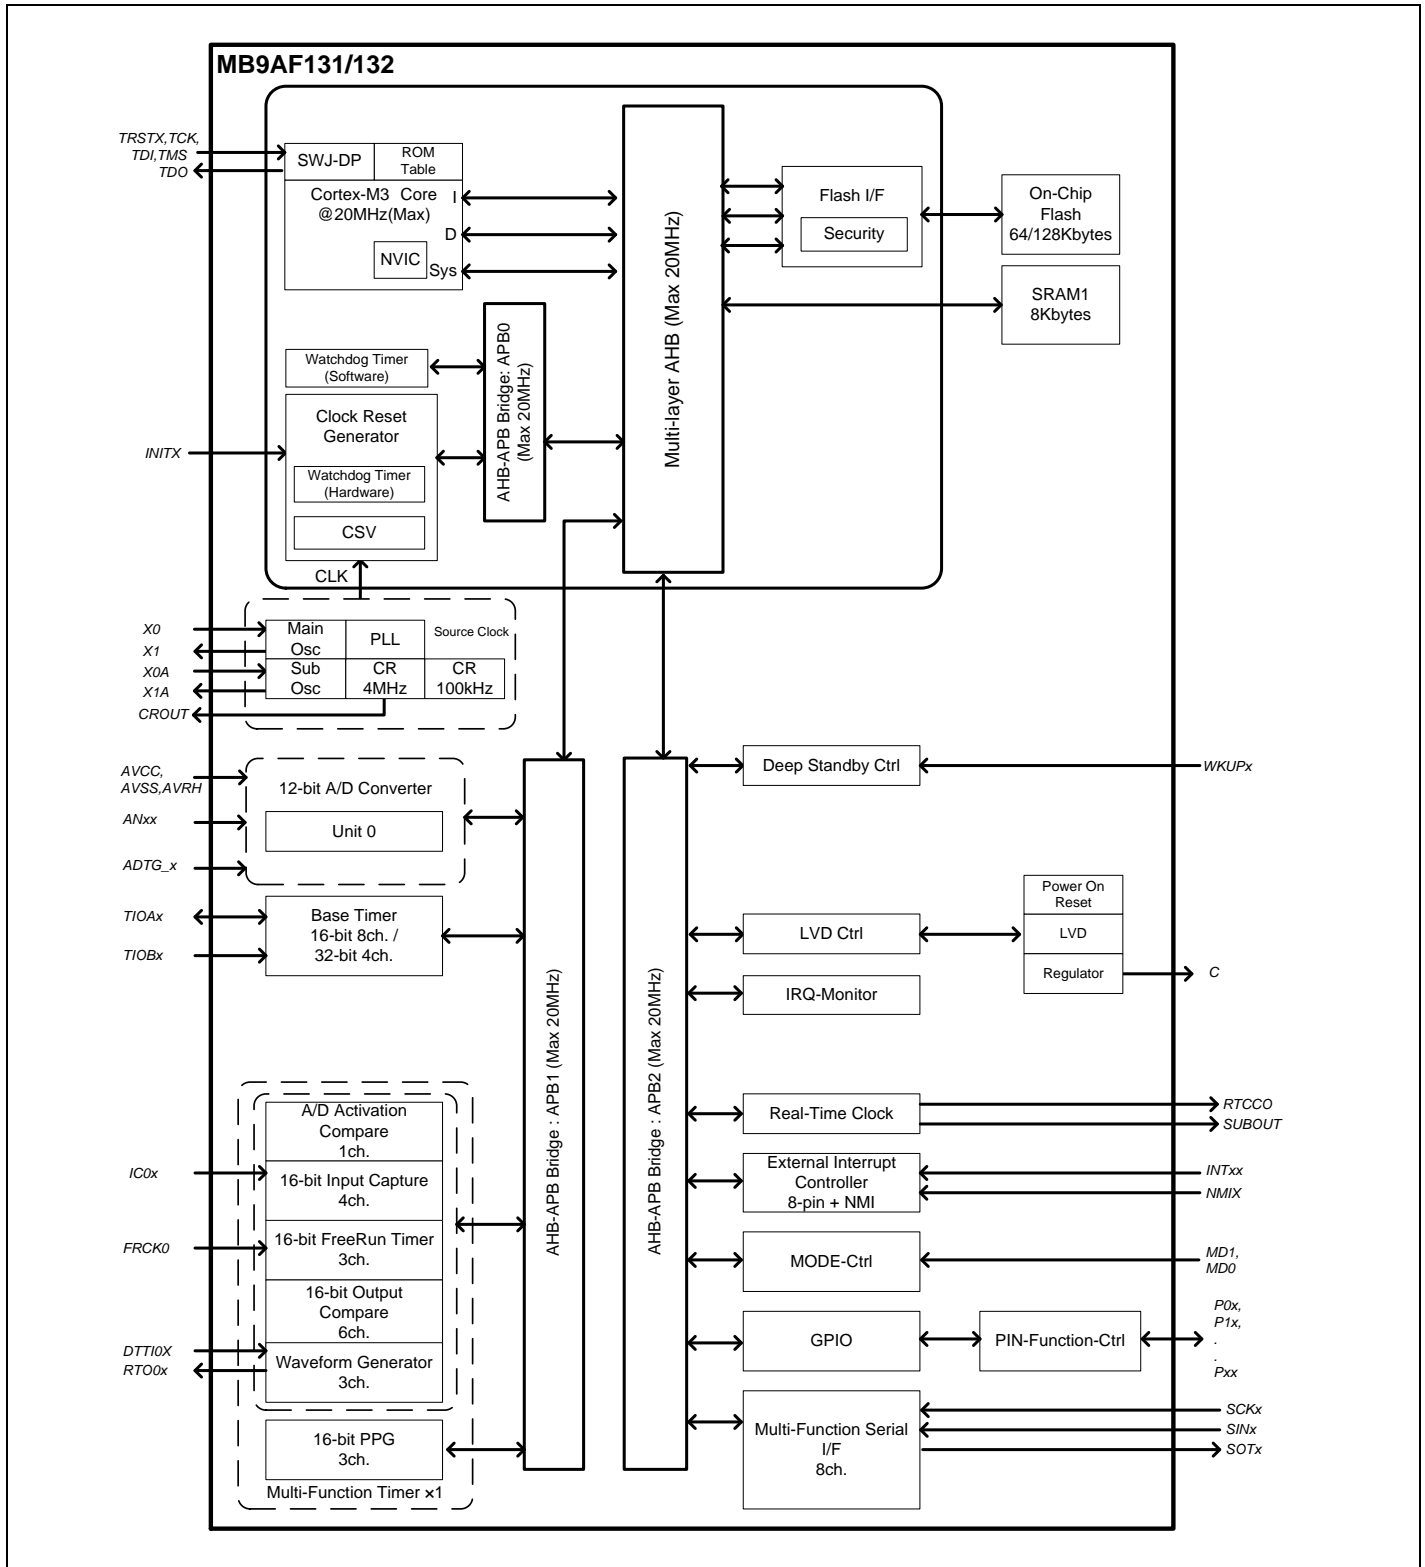 MB9AF131/132
TRSTX,TCK,
TDI,TMS
TDO
SWJ-DP
ROM
Table
Cortex-M3 Core
@20MHz(Max)
I
D
Sys
NVIC
Multi-layer AHB (Max 20MHz)
Flash I/F
Security
On-Chip
Flash
64/128Kbytes
SRAM1
8Kbytes
Watchdog Timer
(Software)
AHB-APB Bridge: APB0
(Max 20MHz)
INITX
Clock Reset
Generator
Watchdog Timer
(Hardware)
CSV
CLK
X0
X1
X0A
X1A
CROUT
Main
Osc
PLL
Source Clock
Sub
Osc
CR
4MHz
CR
100kHz
AVCC,
AVSS,AVRH
ANxx
ADTG_x
12-bit A/D Converter
Unit 0
TIOAx
TIOBx
Base Timer
16-bit 8ch. /
32-bit 4ch.
AHB-APB Bridge : APB1 (Max 20MHz)
AHB-APB Bridge : APB2 (Max 20MHz)
Deep Standby Ctrl
WKUPx
LVD Ctrl
Power On
Reset
LVD
Regulator
C
IRQ-Monitor
A/D Activation
Compare
1ch.
IC0x
16-bit Input Capture
4ch.
FRCK0
16-bit FreeRun Timer
3ch.
16-bit Output
Compare
6ch.
DTTI0X
RTO0x
Waveform Generator
3ch.
16-bit PPG
3ch.
Multi-Function Timer ×1
Real-Time Clock
RTCCO
SUBOUT
External Interrupt
Controller
8-pin + NMI
INTxx
NMIX
MODE-Ctrl
MD1,
MD0
GPIO
PIN-Function-Ctrl
P0x,
P1x,
.
.
Pxx
Multi-Function Serial
I/F
8ch.
SCKx
SINx
SOTx